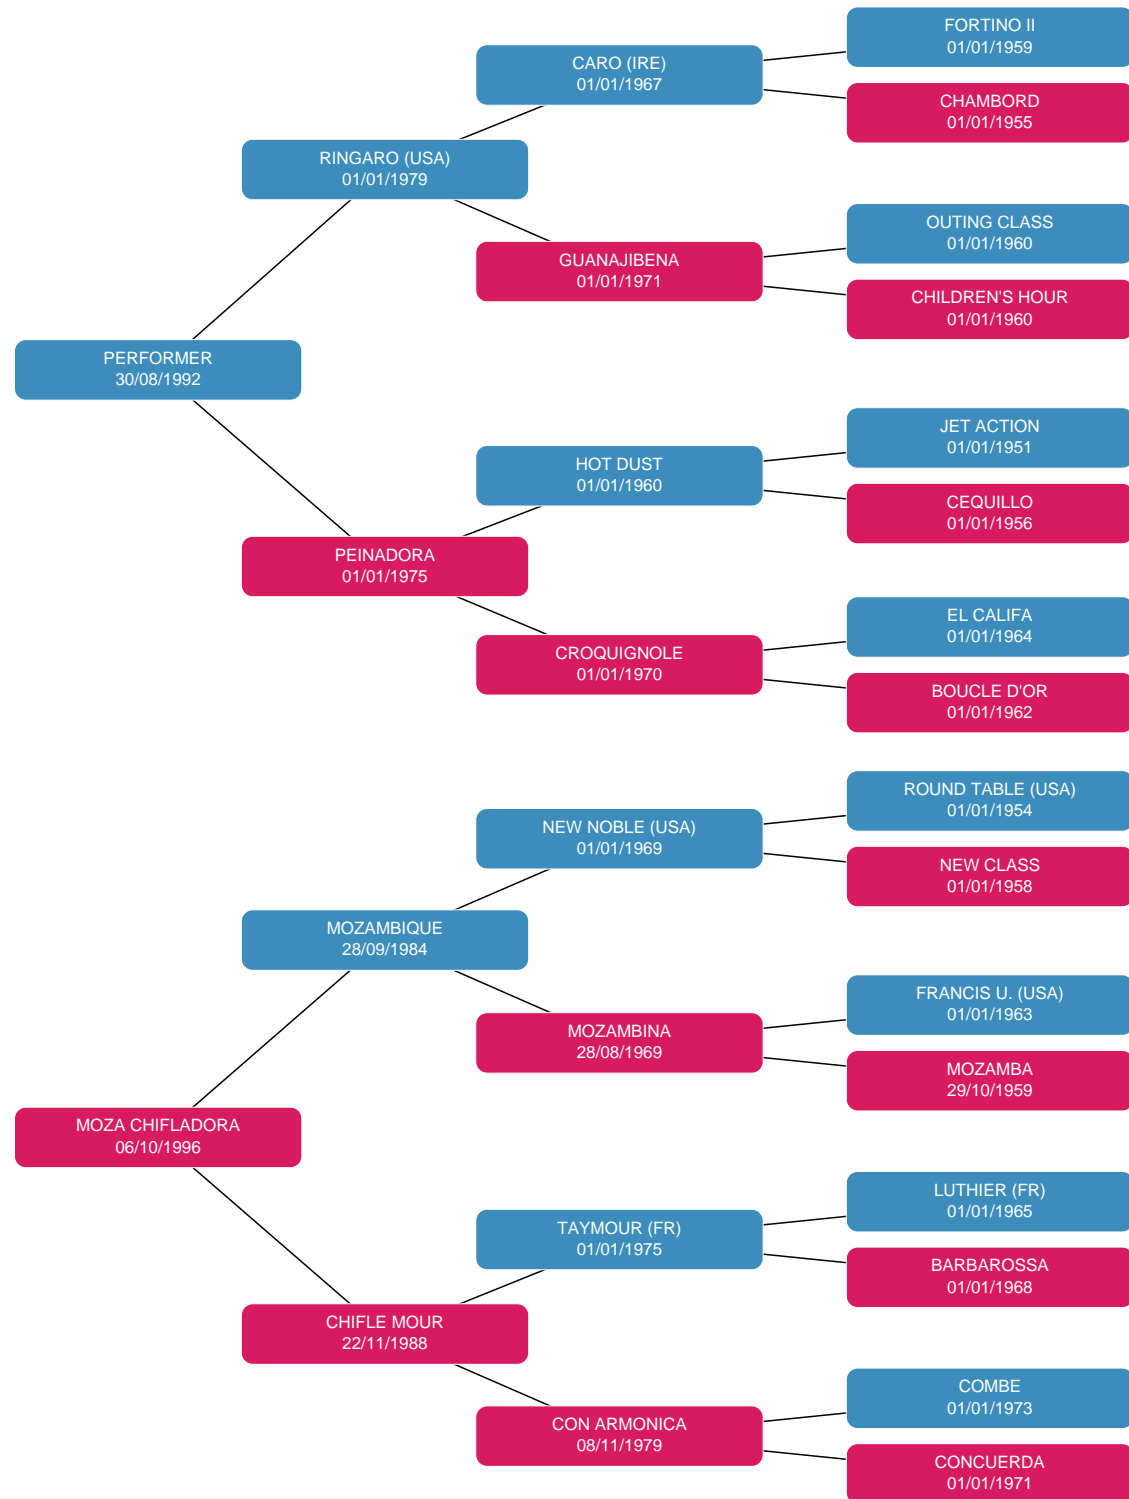 FORTINO II
01/01/1959
CARO (IRE)
01/01/1967
CHAMBORD
01/01/1955
RINGARO (USA)
01/01/1979
OUTING CLASS
01/01/1960
GUANAJIBENA
01/01/1971
CHILDREN'S HOUR
01/01/1960
PERFORMER
30/08/1992
JET ACTION
01/01/1951
HOT DUST
01/01/1960
CEQUILLO
01/01/1956
PEINADORA
01/01/1975
EL CALIFA
01/01/1964
CROQUIGNOLE
01/01/1970
BOUCLE D'OR
01/01/1962
ROUND TABLE (USA)
01/01/1954
NEW NOBLE (USA)
01/01/1969
NEW CLASS
01/01/1958
MOZAMBIQUE
28/09/1984
FRANCIS U. (USA)
01/01/1963
MOZAMBINA
28/08/1969
MOZAMBA
29/10/1959
MOZA CHIFLADORA
06/10/1996
LUTHIER (FR)
01/01/1965
TAYMOUR (FR)
01/01/1975
BARBAROSSA
01/01/1968
CHIFLE MOUR
22/11/1988
COMBE
01/01/1973
CON ARMONICA
08/11/1979
CONCUERDA
01/01/1971